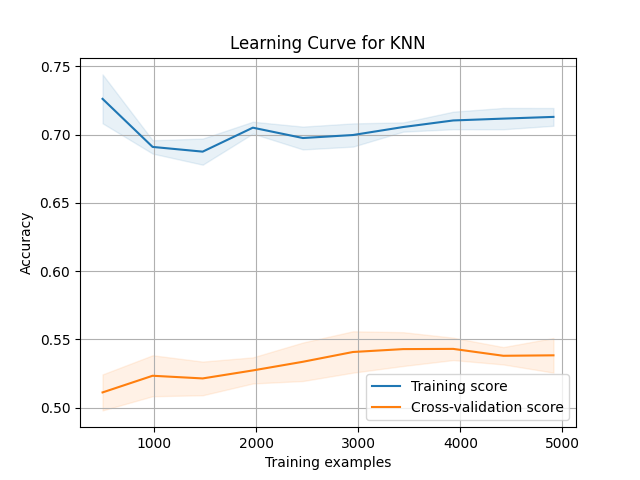 Learning Curve for KNN
0.75
0.70
0.65
0.60
0.55
0.50
Accuracy
Training score
Cross-validation score
1000 2000 3000 4000 5000
Training examples